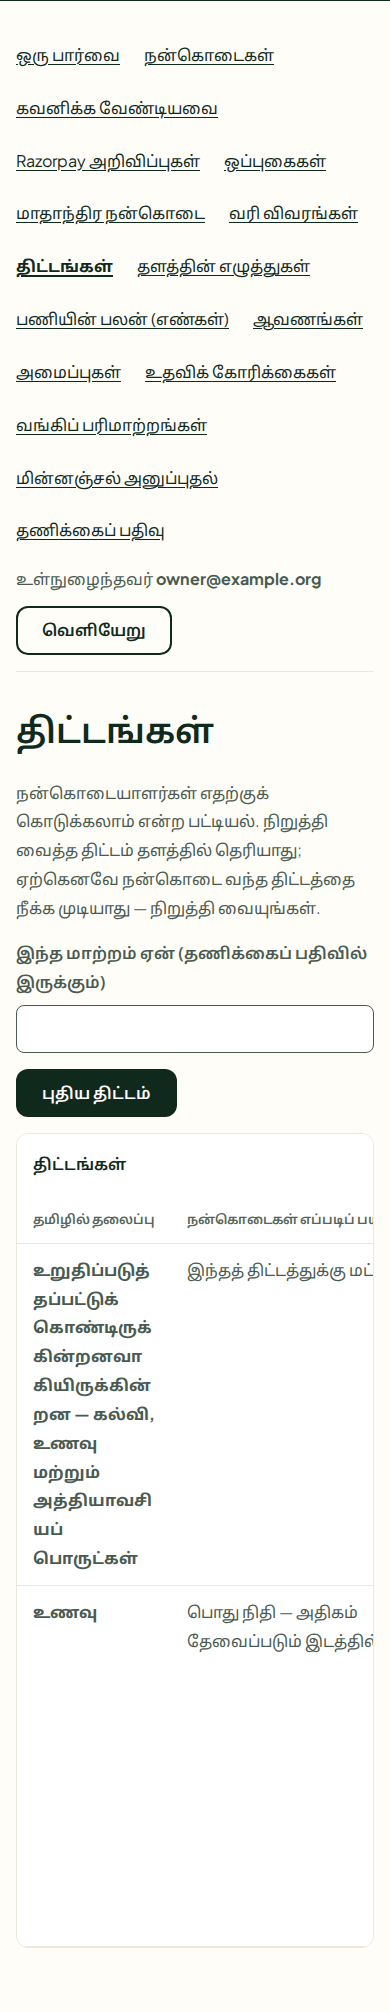 ஒரு பார்வை நன்கொடைகள்
கவனிக்க வேண்டியவை
Razorpay அறிவிப்புகள் ஒப்புகைகள்
மாதாந்திர நன்கொடை வரி விவரங்கள்
திட்டங்கள் தளத்தின் எழுத்துகள்
பணியின் பலன் (எண்கள்) ஆவணங்கள்
அமைப்புகள் உதவிக் கோரிக்கைகள்
வங்கிப் பரிமாற்றங்கள்
மின்னஞ்சல் அனுப்புதல்
தணிக்கைப் பதிவு
உள்நுழைந்தவர் owner@example.org
வெளியேறு
திட்டங்கள்
நன்கொடையாளர்கள் எதற்குக்
கொடுக்கலாம் என்ற பட்டியல். நிறுத்தி
வைத்த திட்டம் தளத்தில் தெரியாது;
ஏற்கெனவே நன்கொடை வந்த திட்டத்தை
நீக்க முடியாது — நிறுத்தி வையுங்கள்.
இந்த மாற்றம் ஏன் (தணிக்கைப் பதிவில்
இருக்கும்)
புதிய திட்டம்
திட்டங்கள்
தமிழில் தலைப்பு நன்கொடைகள் எப்படிப்
உறுதிப்படுத் இந்தத் திட்டத்துக்கு
தப்பட்டுக்
கொண்டிருக்
கின்றனவா
கியிருக்கின்
றன — கல்வி,
உணவு
மற்றும்
அத்தியாவசி
யப்
பொருட்கள்
உணவு பொது நிதி — அதிகம்
தேவைப்படும் இடத்தில்